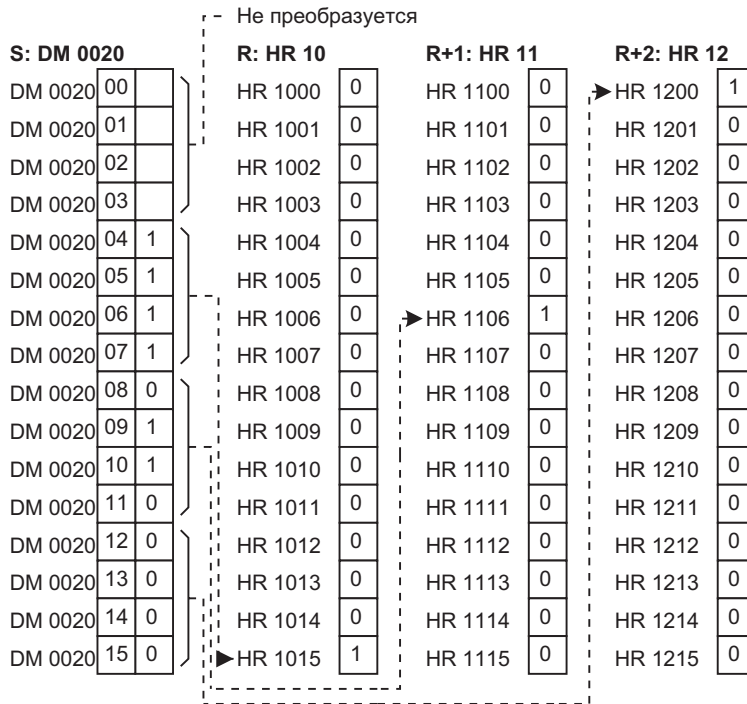 Не преобразуется
S: DM 0020 R: HR 10 R+1: HR 11 R+2: HR 12
DM 0020 00 HR 1000 0 HR 1100 0 HR 1200 1
DM 0020 01 HR 1001 0 HR 1101 0 HR 1201 0
DM 0020 02 HR 1002 0 HR 1102 0 HR 1202 0
DM 0020 03 HR 1003 0 HR 1103 0 HR 1203 0
DM 0020 04 1 HR 1004 0 HR 1104 0 HR 1204 0
DM 0020 05 1 HR 1005 0 HR 1105 0 HR 1205 0
DM 0020 06 1 HR 1006 0 HR 1106 1 HR 1206 0
DM 0020 07 1 HR 1007 0 HR 1107 0 HR 1207 0
DM 0020 08 0 HR 1008 0 HR 1108 0 HR 1208 0
DM 0020 09 1 HR 1009 0 HR 1109 0 HR 1209 0
DM 0020 10 1 HR 1010 0 HR 1110 0 HR 1210 0
DM 0020 11 0 HR 1011 0 HR 1111 0 HR 1211 0
DM 0020 12 0 HR 1012 0 HR 1112 0 HR 1212 0
DM 0020 13 0 HR 1013 0 HR 1113 0 HR 1213 0
DM 0020 14 0 HR 1014 0 HR 1114 0 HR 1214 0
DM 0020 15 0 HR 1015 1 HR 1115 0 HR 1215 0